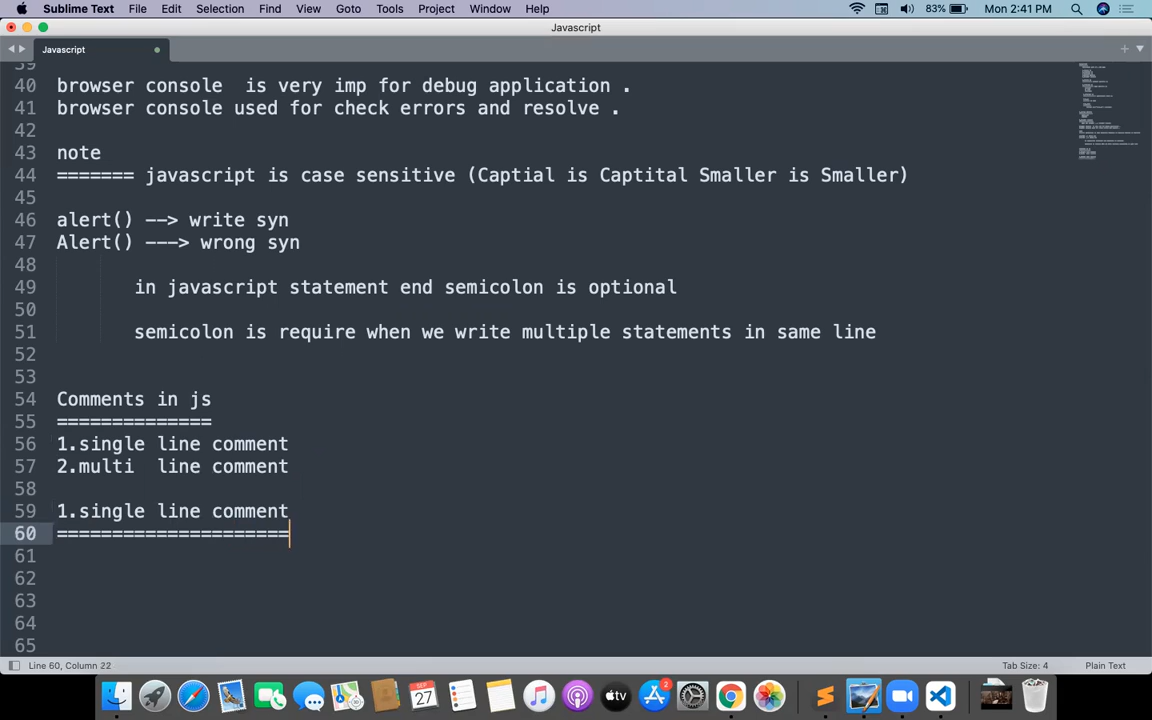 Sublime Text File Edit Selection Find View Goto Tools Project Window Help 83% Mon 2:41 PM
Javascript
Javascript
39
40 browser console  is very imp for debug application .
41 browser console used for check errors and resolve .
42
43 note
44 ======= javascript is case sensitive (Captial is Captital Smaller is Smaller)
45
46 alert() --> write syn
47 Alert() ---> wrong syn
48
49 in javascript statement end semicolon is optional
50
51 semicolon is require when we write multiple statements in same line
52
53
54 Comments in js
55 ==============
56 1.single line comment
57 2.multi  line comment
58
59 1.single line comment
60 =====================
61
62
63
64
65
Line 60, Column 22 Tab Size: 4 Plain Text
SEP 27 tv 2